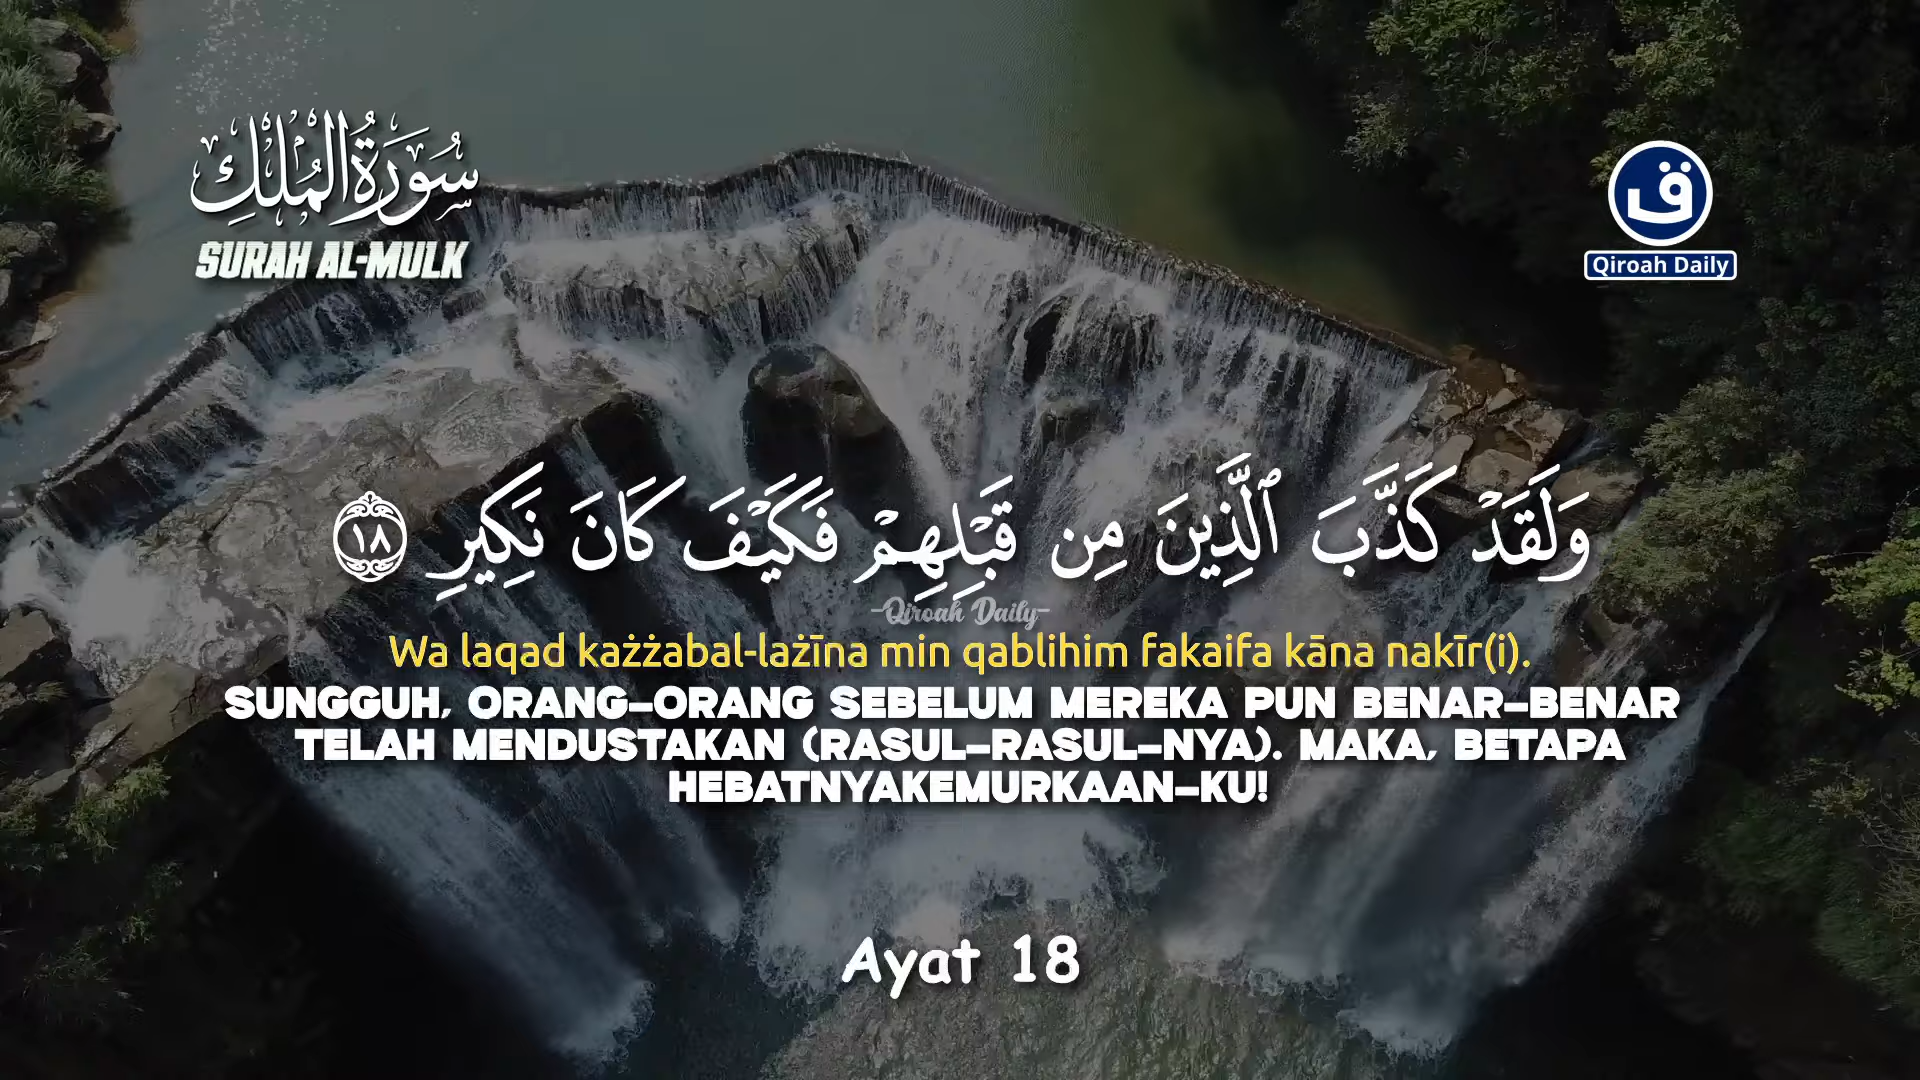 سُورَةُ الْمُلْكِ
SURAH AL-MULK
ق
Qiroah Daily
وَلَقَدْ كَذَّبَ ٱلَّذِينَ مِن قَبْلِهِمْ فَكَيْفَ كَانَ نَكِيرِ ١٨
-Qiroah Daily-
Wa laqad każżabal-lażīna min qablihim fakaifa kāna nakīr(i).
SUNGGUH, ORANG-ORANG SEBELUM MEREKA PUN BENAR-BENAR
TELAH MENDUSTAKAN (RASUL-RASUL-NYA). MAKA, BETAPA
HEBATNYAKEMURKAAN-KU!
Ayat 18